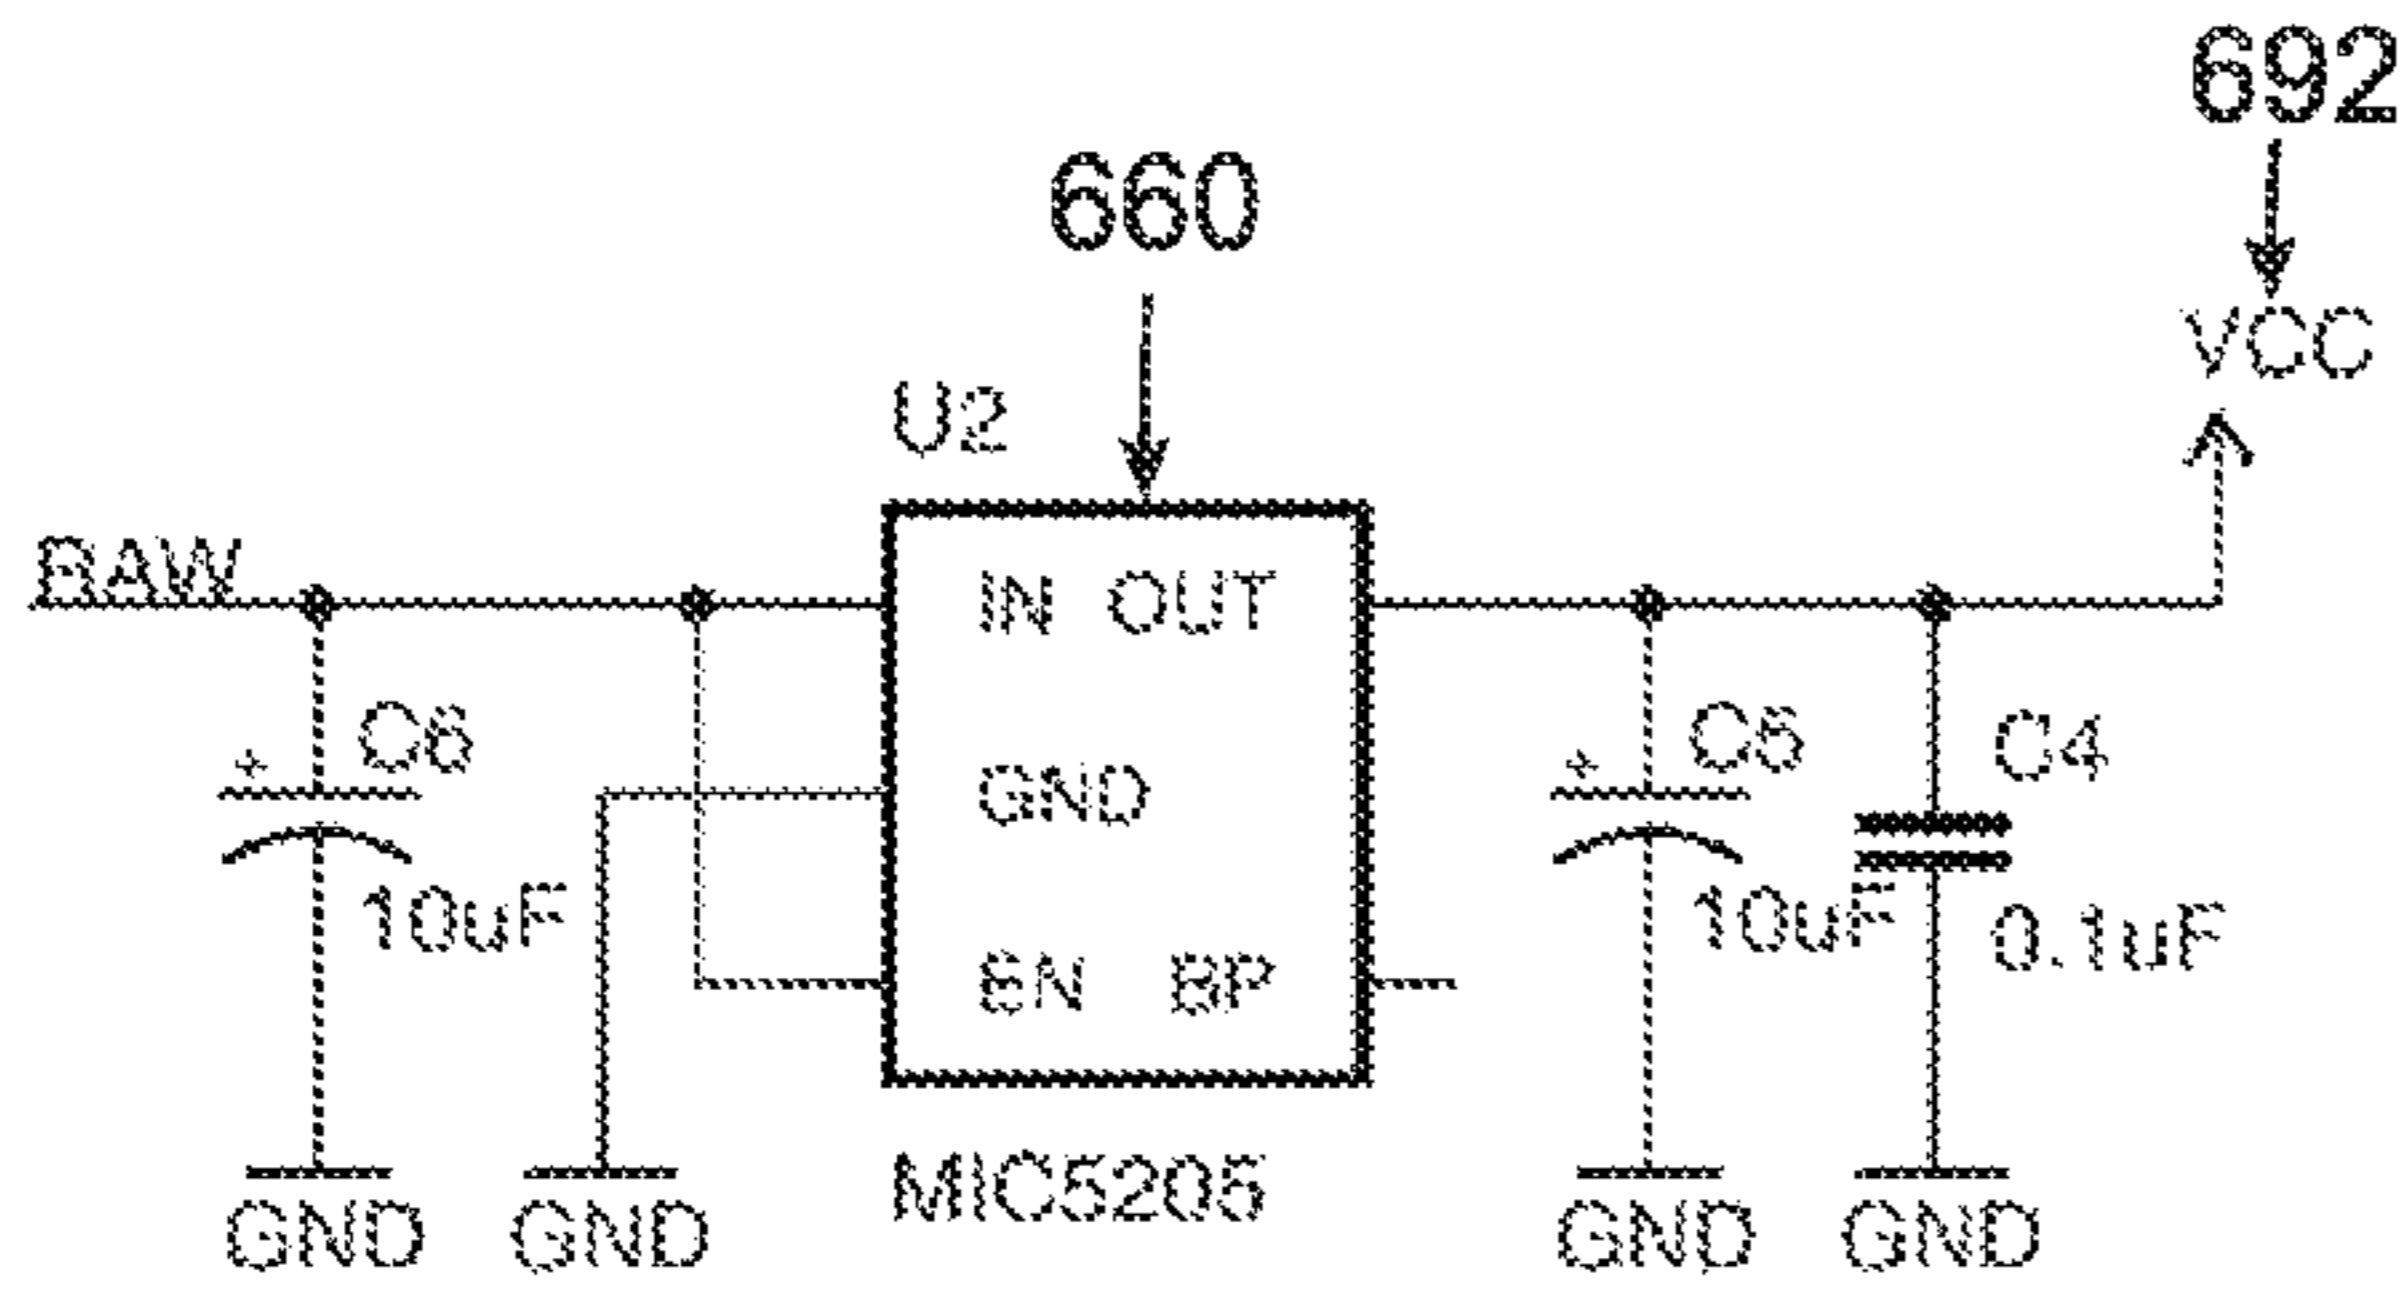 692
660
VCC
U2
RAW
IN OUT
C6
C5
C4
GND
10uF
10uF
0.1uF
EN BP
MIC5205
GND
GND
GND
GND